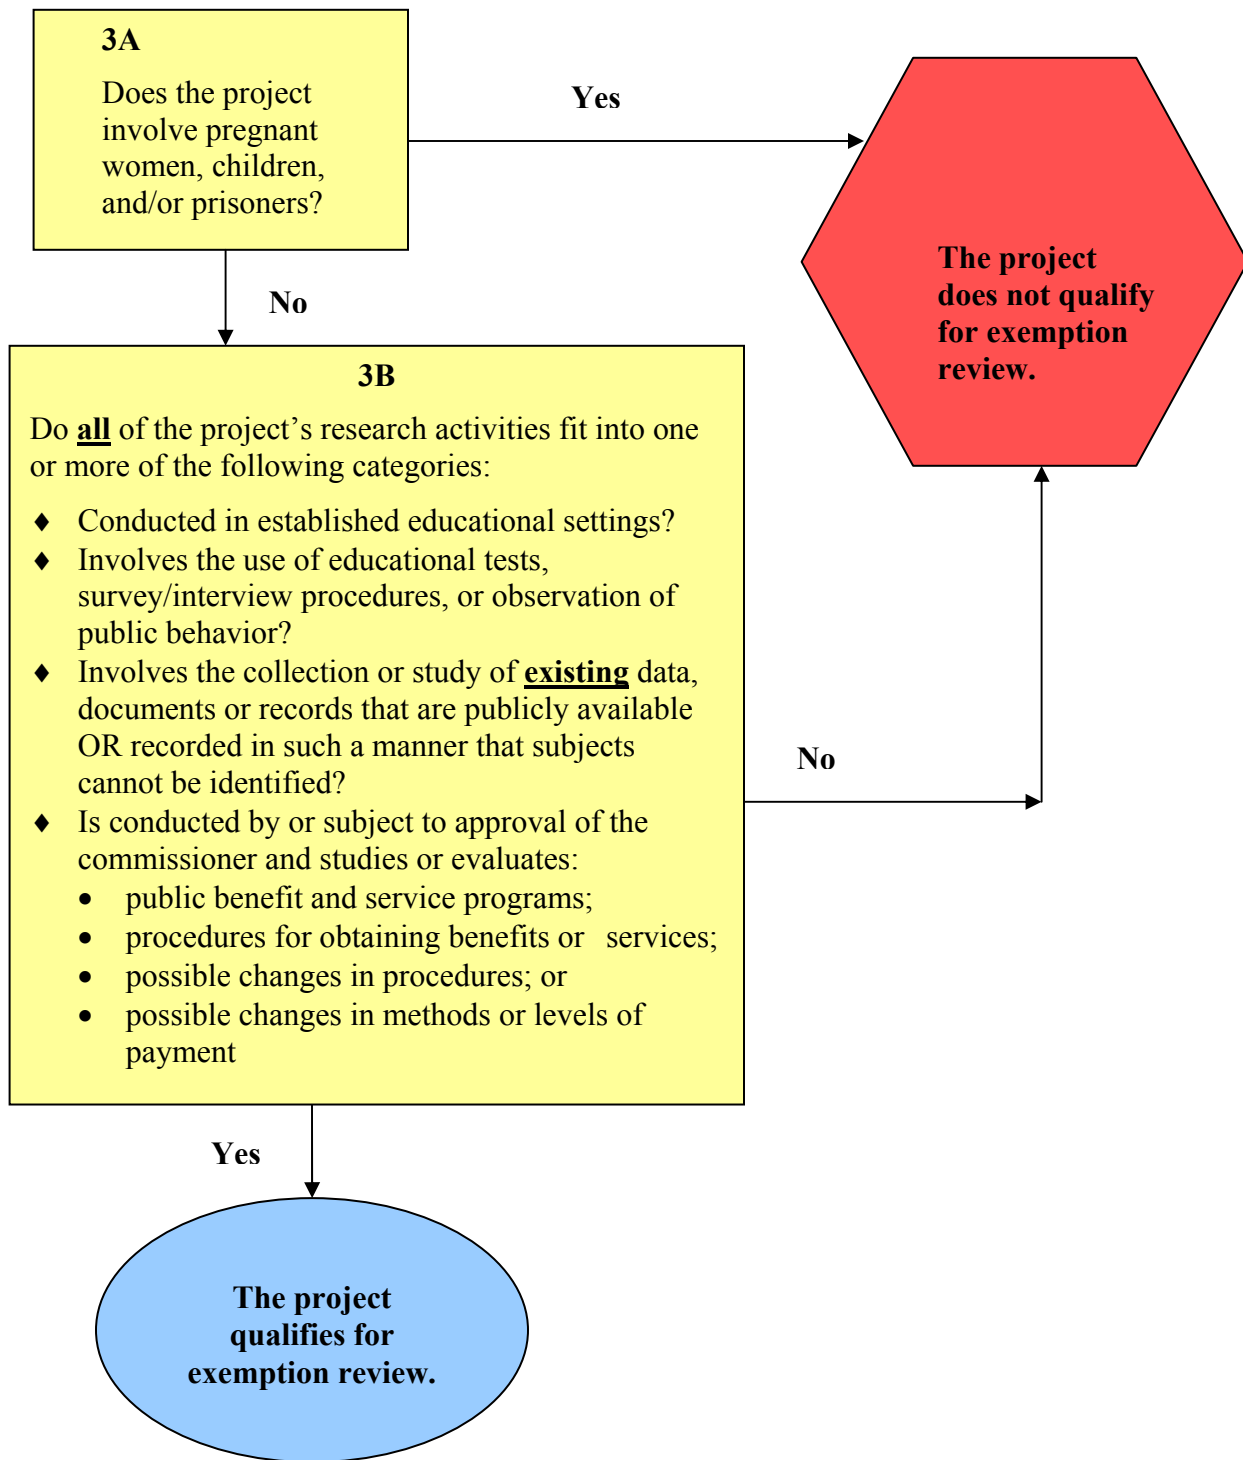 3A
Does the project
involve pregnant
women, children,
and/or prisoners?
Yes
The project
does not qualify
for exemption
review.
No
3B
Do all of the project’s research activities fit into one
or more of the following categories:
♦ Conducted in established educational settings?
♦ Involves the use of educational tests,
survey/interview procedures, or observation of
public behavior?
♦ Involves the collection or study of existing data,
documents or records that are publicly available
OR recorded in such a manner that subjects
cannot be identified?
♦ Is conducted by or subject to approval of the
commissioner and studies or evaluates:
• public benefit and service programs;
• procedures for obtaining benefits or services;
• possible changes in procedures; or
• possible changes in methods or levels of
payment
No
Yes
The project
qualifies for
exemption review.